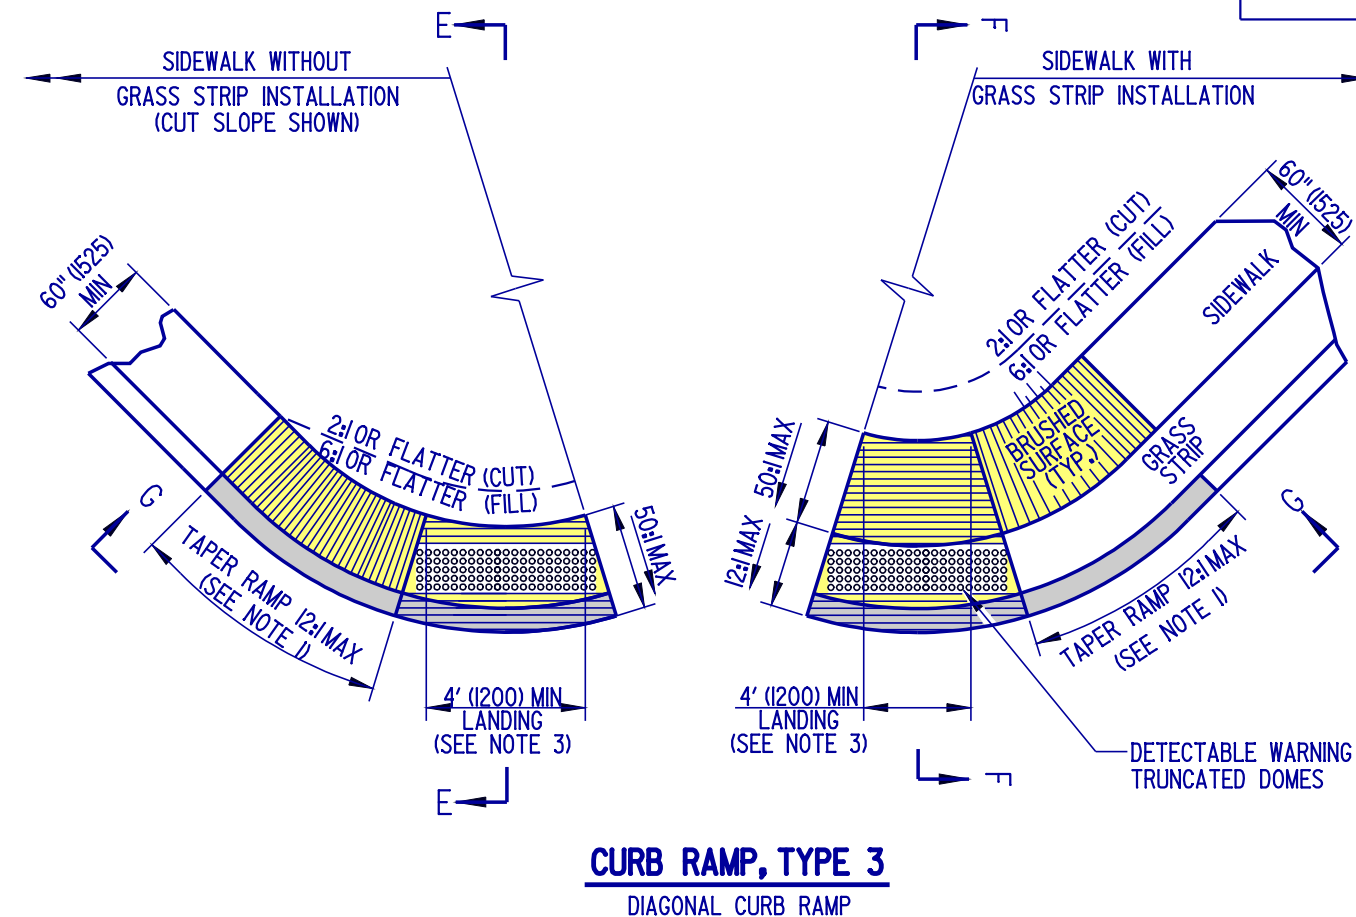 E
F
SIDEWALK WITHOUT
GRASS STRIP INSTALLATION
(CUT SLOPE SHOWN)
SIDEWALK WITH
GRASS STRIP INSTALLATION
60" (1525)
MIN
60" (1525)
MIN
2:1 OR FLATTER (CUT)
6:1 OR FLATTER (FILL)
SIDEWALK
2:1 OR FLATTER (CUT)
6:1 OR FLATTER (FILL)
BRUSHED
SURFACE
(TYP.)
GRASS
STRIP
50:1 MAX
12:1 MAX
50:1 MAX
G
G
TAPER RAMP 12:1 MAX
(SEE NOTE 1)
TAPER RAMP 12:1 MAX
(SEE NOTE 1)
4' (1200) MIN
LANDING
(SEE NOTE 3)
4' (1200) MIN
LANDING
(SEE NOTE 3)
DETECTABLE WARNING
TRUNCATED DOMES
E
F
CURB RAMP, TYPE 3
DIAGONAL CURB RAMP